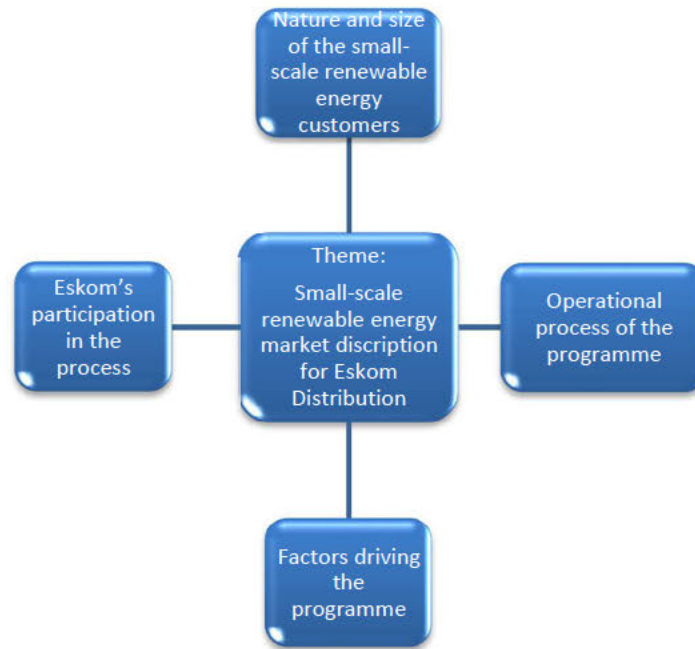 Nature and size
of the small-
scale renewable
energy
customers
Eskom's
participation
in the
process
Theme:
Small-scale
renewable energy
market discription
for Eskom
Distribution
Operational
process of the
programme
Factors driving
the
programme